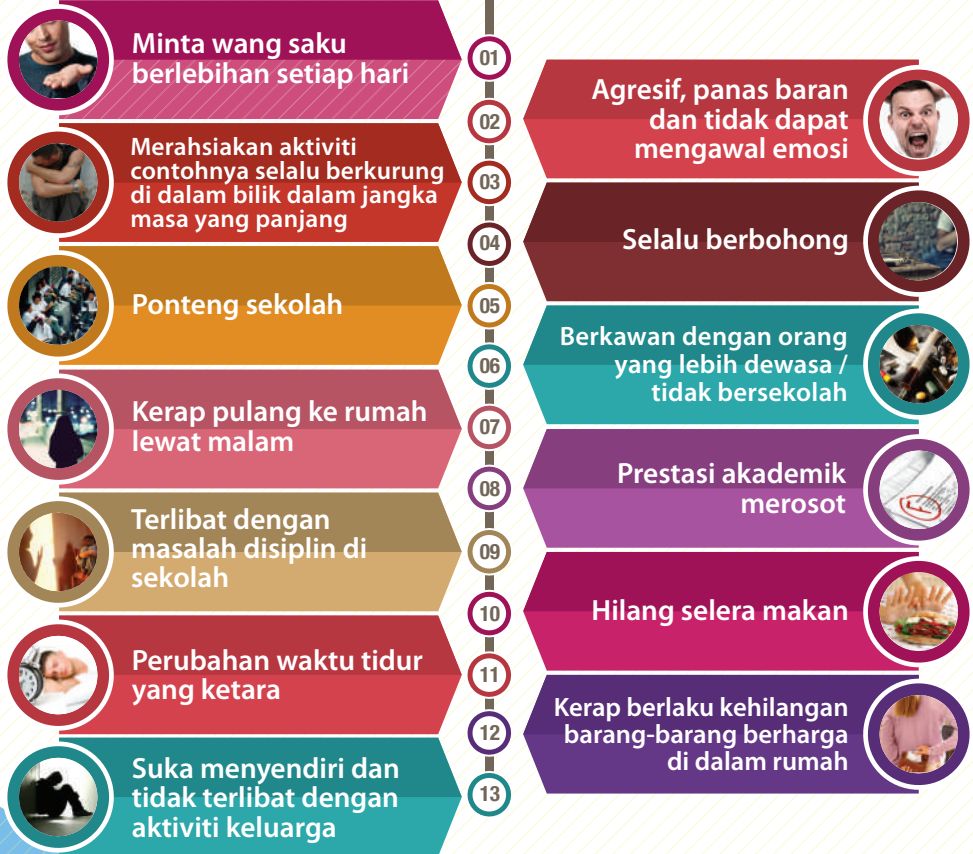 01
Minta wang saku
berlebihan setiap hari
02
Agresif, panas baran
dan tidak dapat
mengawal emosi
03
Merahsiakan aktiviti
contohnya selalu berkurung
di dalam bilik dalam jangka
masa yang panjang
04
Selalu berbohong
05
Ponteng sekolah
06
Berkawan dengan orang
yang lebih dewasa /
tidak bersekolah
07
Kerap pulang ke rumah
lewat malam
08
Prestasi akademik
merosot
09
Terlibat dengan
masalah disiplin di
sekolah
10
Hilang selera makan
11
Perubahan waktu tidur
yang ketara
12
Kerap berlaku kehilangan
barang-barang berharga
di dalam rumah
13
Suka menyendiri dan
tidak terlibat dengan
aktiviti keluarga